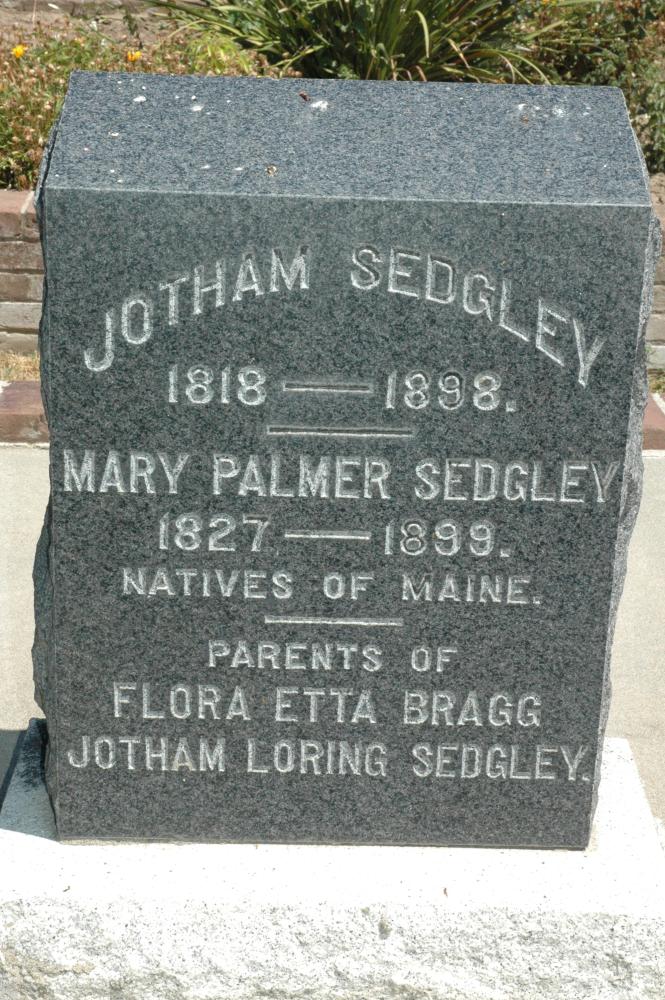 JOTHAM SEDGLEY
1818 — 1898.
MARY PALMER SEDGLEY
1827 — 1899.
NATIVES OF MAINE.
PARENTS OF
FLORA ETTA BRAGG
JOTHAM LORING SEDGLEY.